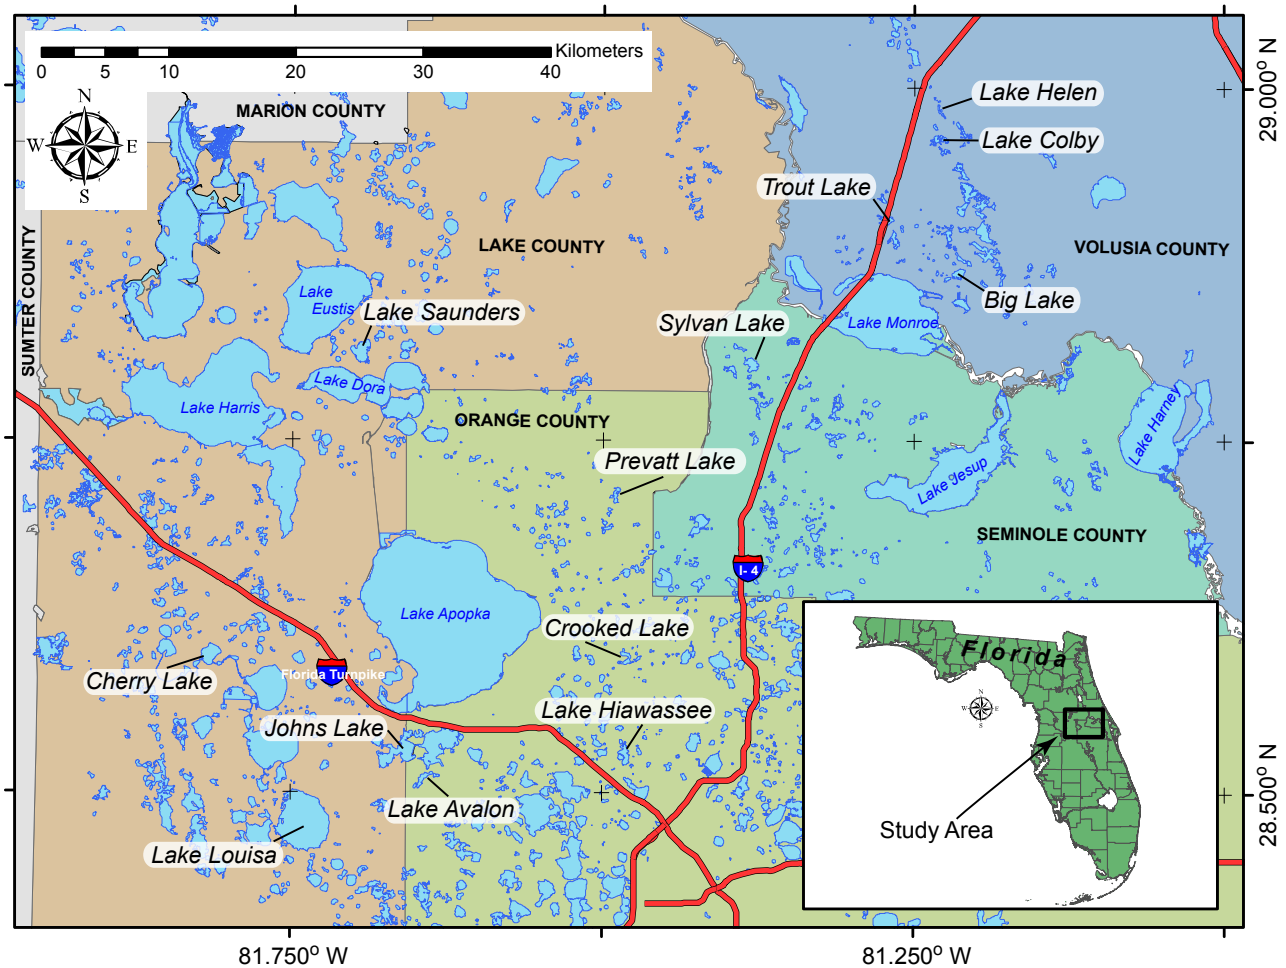 Kilometers
0 5 10 20 30 40
N
W E
S
MARION COUNTY
Lake Helen
Lake Colby
Trout Lake
29.000° N
LAKE COUNTY
VOLUSIA COUNTY
SUMTER COUNTY
Lake
Eustis
Lake Saunders
Big Lake
Sylvan Lake
Lake Monroe
Lake Dora
Lake Harris
ORANGE COUNTY
Lake Harney
Prevatt Lake
Lake Jesup
SEMINOLE COUNTY
I-4
Lake Apopka
Crooked Lake
Cherry Lake
Florida Turnpike
Johns Lake
Lake Hiawassee
Lake Avalon
Lake Louisa
Florida
N
W E
S
Study Area
28.500° N
81.750° W
81.250° W